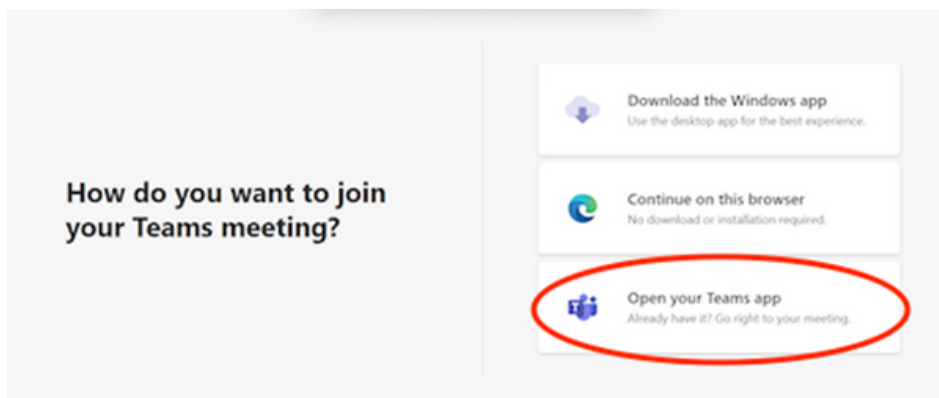 How do you want to join
your Teams meeting?
Download the Windows app
Use the desktop app for the best experience.
Continue on this browser
No download or installation required.
Open your Teams app
Already have it? Go right to your meeting.